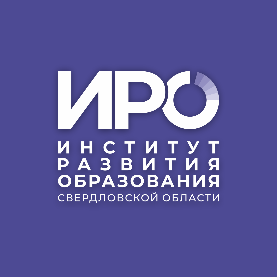 ИРО
ИНСТИТУТ
РАЗВИТИЯ
ОБРАЗОВАНИЯ
СВЕРДЛОВСКОЙ ОБЛАСТИ